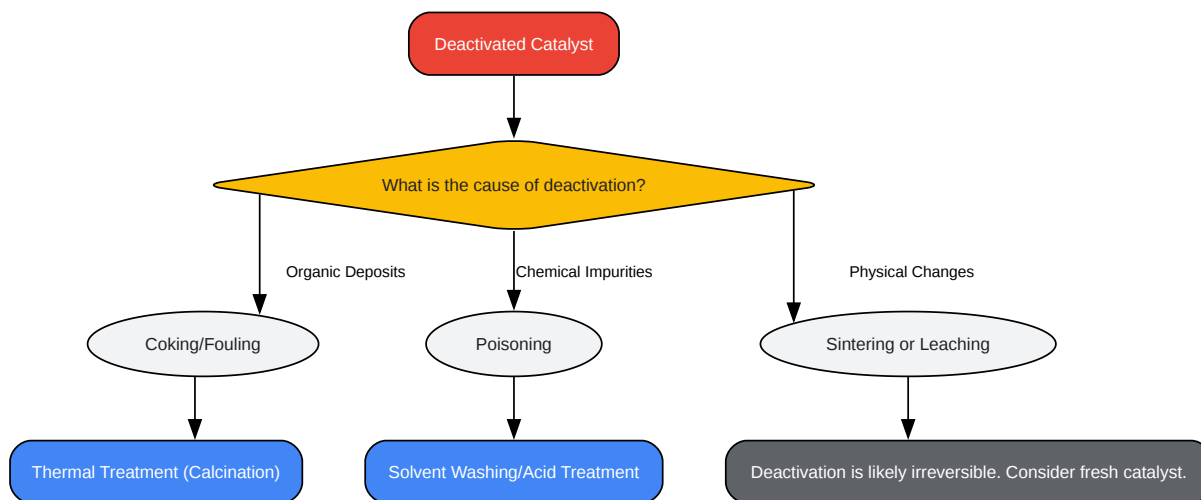 Deactivated Catalyst
What is the cause of deactivation?
Organic Deposits
Chemical Impurities
Physical Changes
Coking/Fouling
Poisoning
Sintering or Leaching
Thermal Treatment (Calcination)
Solvent Washing/Acid Treatment
Deactivation is likely irreversible. Consider fresh catalyst.